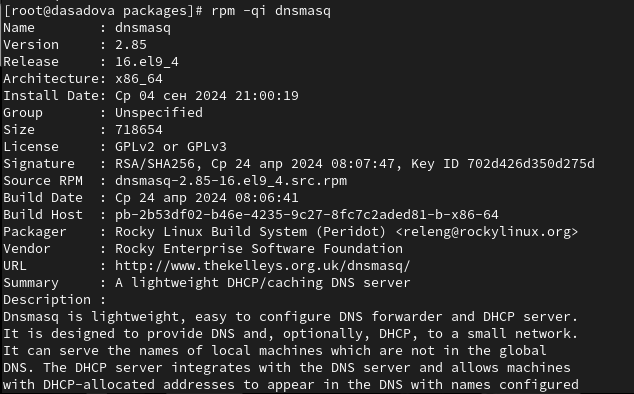 [root@dasadova packages]# rpm -qi dnsmasq
Name        : dnsmasq
Version     : 2.85
Release     : 16.el9_4
Architecture: x86_64
Install Date: Ср 04 сен 2024 21:00:19
Group       : Unspecified
Size        : 718654
License     : GPLv2 or GPLv3
Signature   : RSA/SHA256, Ср 24 апр 2024 08:07:47, Key ID 702d426d350d275d
Source RPM  : dnsmasq-2.85-16.el9_4.src.rpm
Build Date  : Ср 24 апр 2024 08:06:41
Build Host  : pb-2b53df02-b46e-4235-9c27-8fc7c2aded81-b-x86-64
Packager    : Rocky Linux Build System (Peridot) <releng@rockylinux.org>
Vendor      : Rocky Enterprise Software Foundation
URL         : http://www.thekelleys.org.uk/dnsmasq/
Summary     : A lightweight DHCP/caching DNS server
Description :
Dnsmasq is lightweight, easy to configure DNS forwarder and DHCP server.
It is designed to provide DNS and, optionally, DHCP, to a small network.
It can serve the names of local machines which are not in the global
DNS. The DHCP server integrates with the DNS server and allows machines
with DHCP-allocated addresses to appear in the DNS with names configured